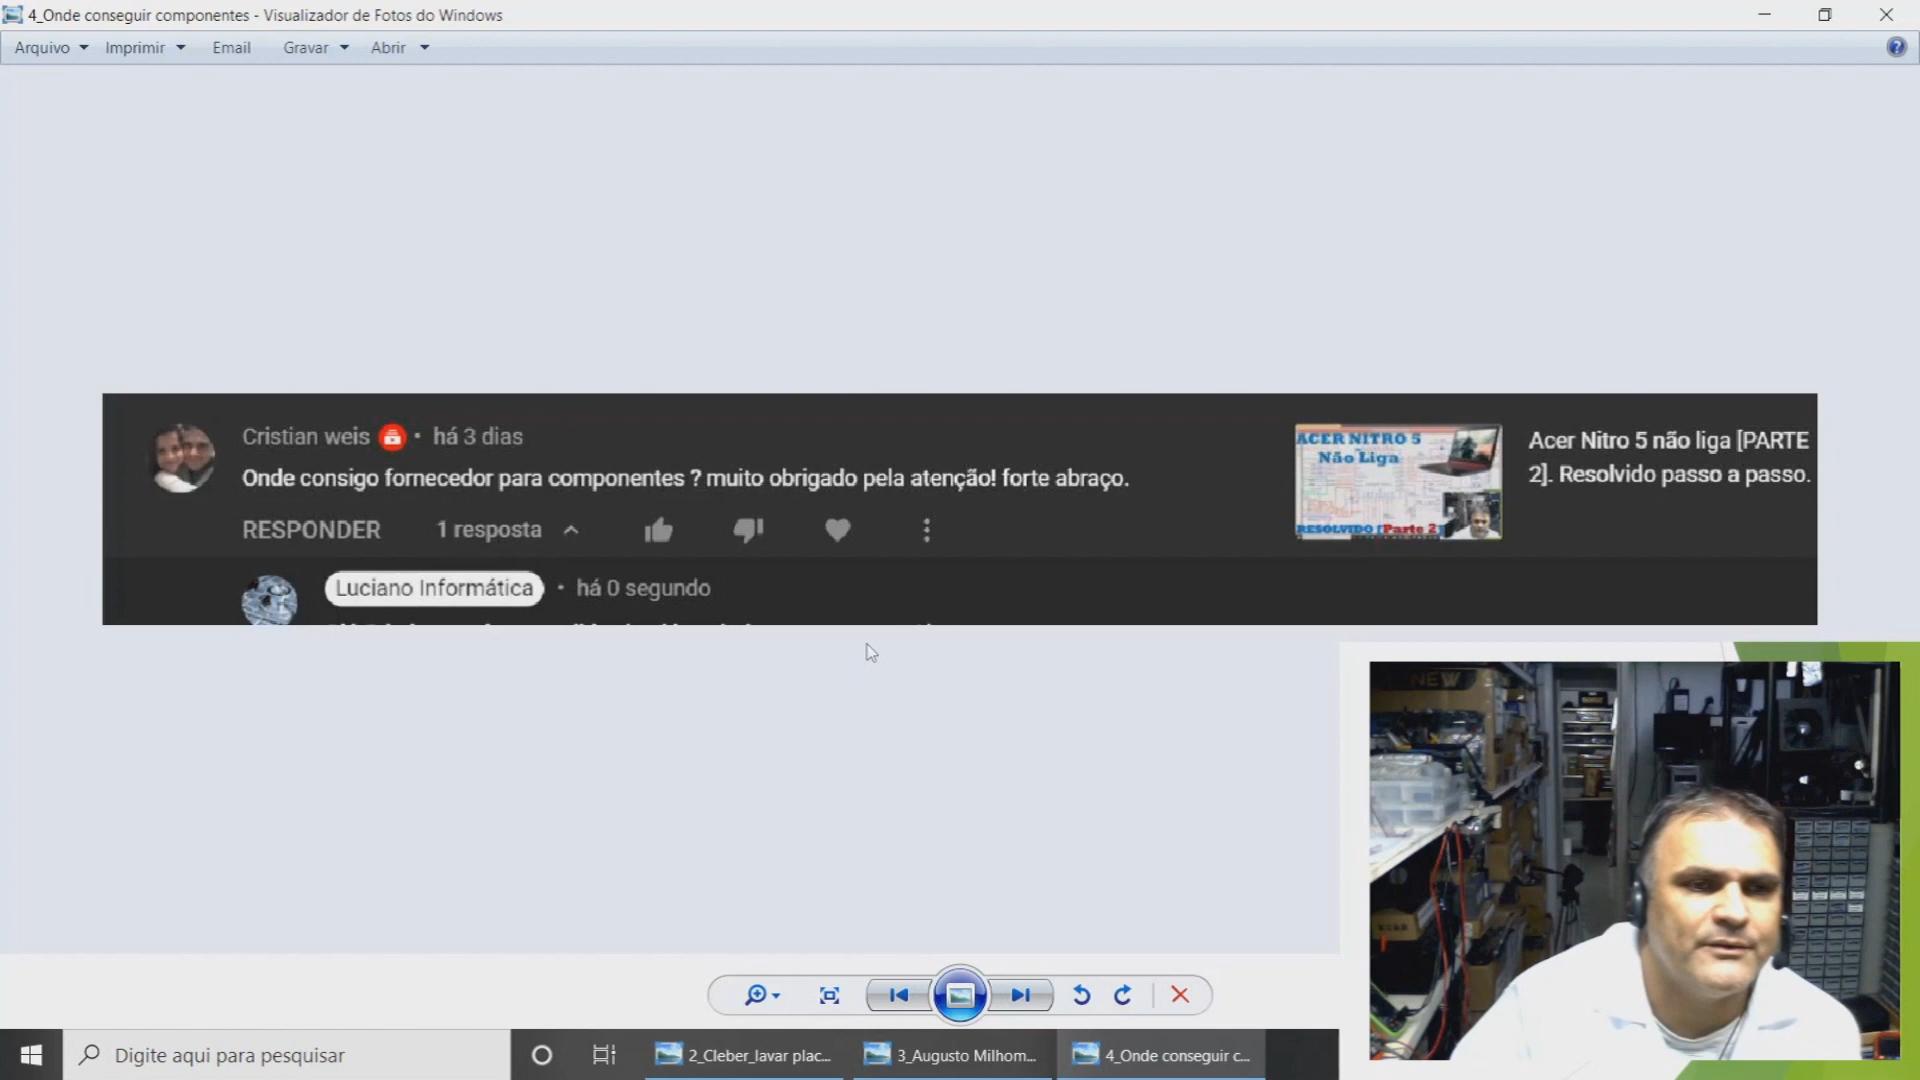 4_Onde conseguir componentes - Visualizador de Fotos do Windows
Arquivo Imprimir Email Gravar Abrir
Cristian weis • há 3 dias
Onde consigo fornecedor para componentes ? muito obrigado pela atenção! forte abraço.
RESPONDER 1 resposta
ACER NITRO 5
Não Liga
RESOLVIDO [Parte 2]
Acer Nitro 5 não liga [PARTE
2]. Resolvido passo a passo.
Luciano Informática • há 0 segundo
NEW
Digite aqui para pesquisar
2_Cleber_lavar plac...
3_Augusto Milhom...
4_Onde conseguir c...